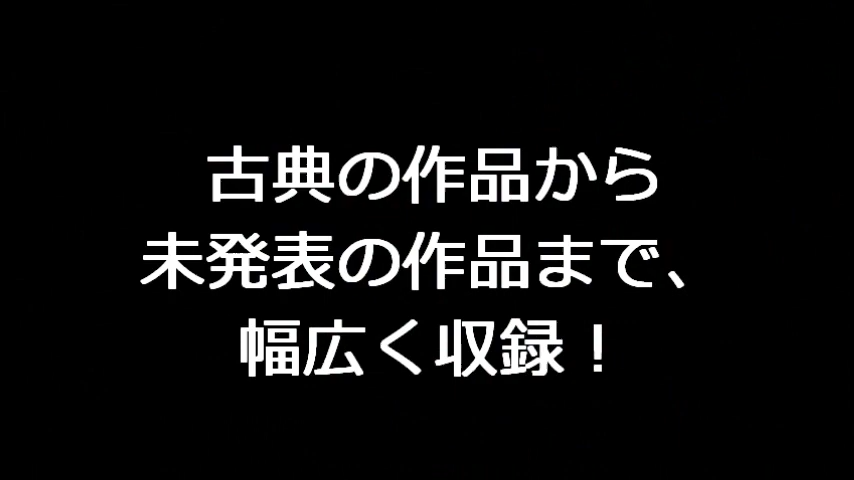 古典の作品から
未発表の作品まで、
幅広く収録！